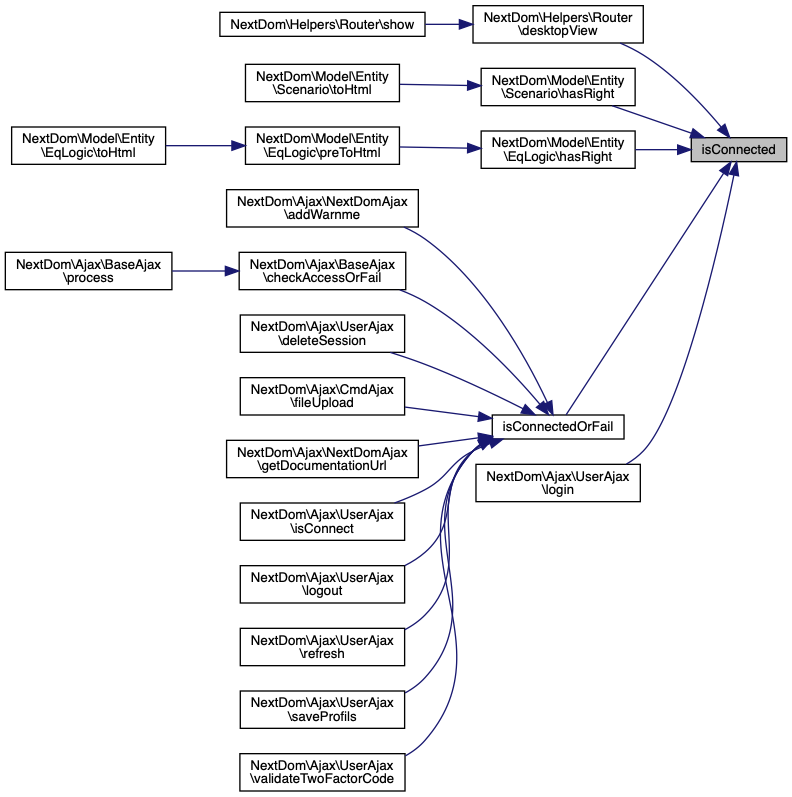 NextDom\Helpers\Router\show
NextDom\Helpers\Router
\desktopView
NextDom\Model\Entity
\Scenario\toHtml
NextDom\Model\Entity
\Scenario\hasRight
NextDom\Model\Entity
\EqLogic\toHtml
NextDom\Model\Entity
\EqLogic\preToHtml
NextDom\Model\Entity
\EqLogic\hasRight
isConnected
NextDom\Ajax\NextDomAjax
\addWarnme
NextDom\Ajax\BaseAjax
\process
NextDom\Ajax\BaseAjax
\checkAccessOrFail
NextDom\Ajax\UserAjax
\deleteSession
NextDom\Ajax\CmdAjax
\fileUpload
isConnectedOrFail
NextDom\Ajax\NextDomAjax
\getDocumentationUrl
NextDom\Ajax\UserAjax
\login
NextDom\Ajax\UserAjax
\isConnect
NextDom\Ajax\UserAjax
\logout
NextDom\Ajax\UserAjax
\refresh
NextDom\Ajax\UserAjax
\saveProfils
NextDom\Ajax\UserAjax
\validateTwoFactorCode